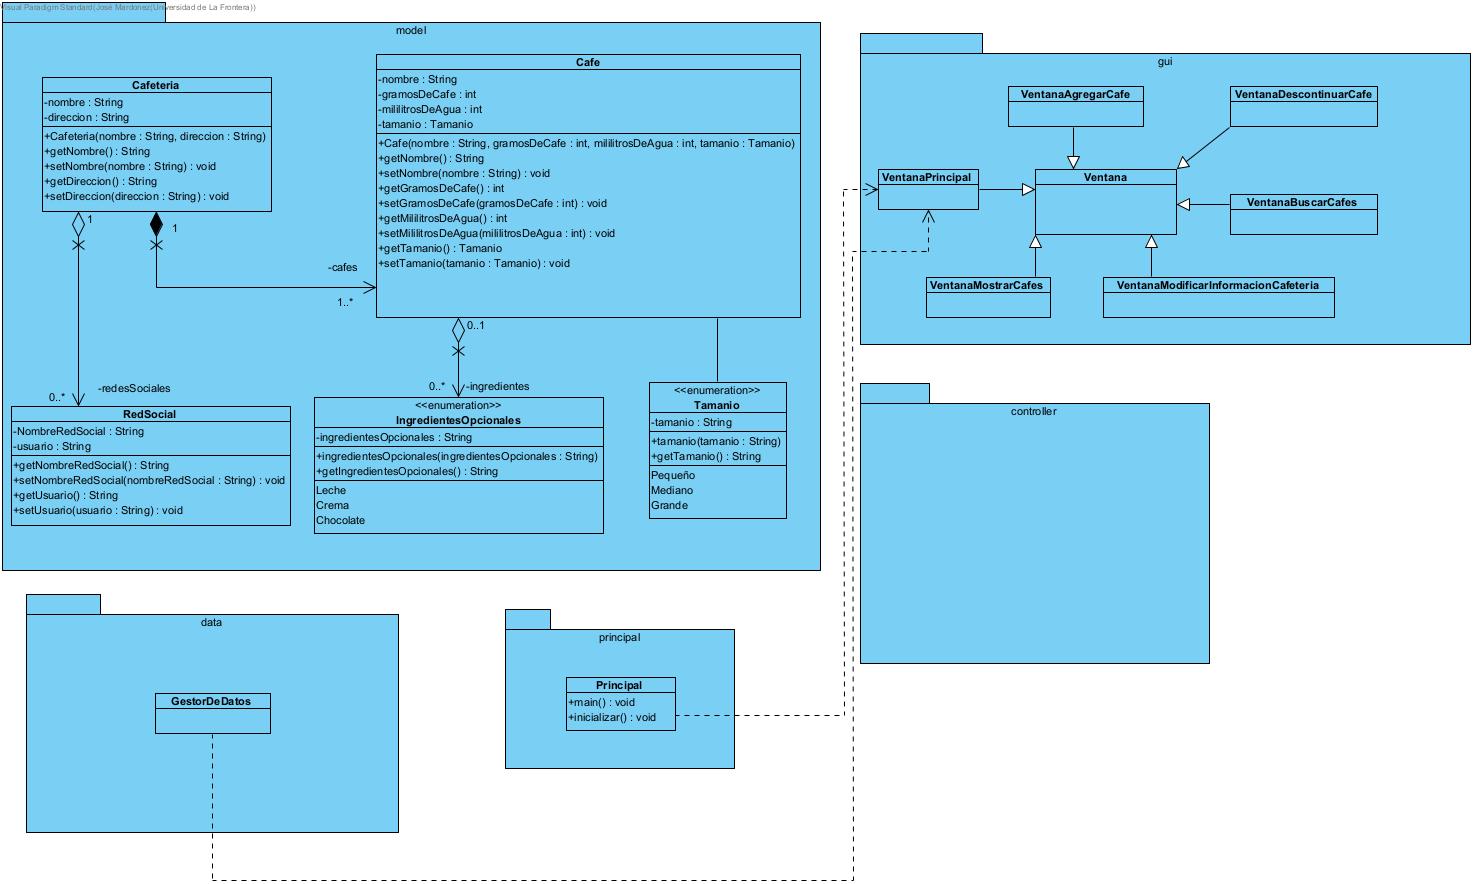 Visual Paradigm Standard(José Mardonez(Universidad de La Frontera))
model
Cafeteria
-nombre : String
-direccion : String
+Cafeteria(nombre : String, direccion : String)
+getNombre() : String
+setNombre(nombre : String) : void
+getDireccion() : String
+setDireccion(direccion : String) : void
1
1
Cafe
-nombre : String
-gramosDeCafe : int
-mililitrosDeAgua : int
-tamanio : Tamanio
+Cafe(nombre : String, gramosDeCafe : int, mililitrosDeAgua : int, tamanio : Tamanio)
+getNombre() : String
+setNombre(nombre : String) : void
+getGramosDeCafe() : int
+setGramosDeCafe(gramosDeCafe : int) : void
+getMililitrosDeAgua() : int
+setMililitrosDeAgua(mililitrosDeAgua : int) : void
+getTamanio() : Tamanio
+setTamanio(tamanio : Tamanio) : void
-cafes
1..*
0..1
-redesSociales
0..*
RedSocial
-NombreRedSocial : String
-usuario : String
+getNombreRedSocial() : String
+setNombreRedSocial(nombreRedSocial : String) : void
+getUsuario() : String
+setUsuario(usuario : String) : void
0..*
-ingredientes
<<enumeration>>
IngredientesOpcionales
-ingredientesOpcionales : String
+ingredientesOpcionales(ingredientesOpcionales : String)
+getIngredientesOpcionales() : String
Leche
Crema
Chocolate
<<enumeration>>
Tamanio
-tamanio : String
+tamanio(tamanio : String)
+getTamanio() : String
Pequeño
Mediano
Grande
gui
VentanaAgregarCafe
VentanaDescontinuarCafe
VentanaPrincipal
Ventana
VentanaBuscarCafes
VentanaMostrarCafes
VentanaModificarInformacionCafeteria
controller
data
GestorDeDatos
principal
Principal
+main() : void
+inicializar() : void